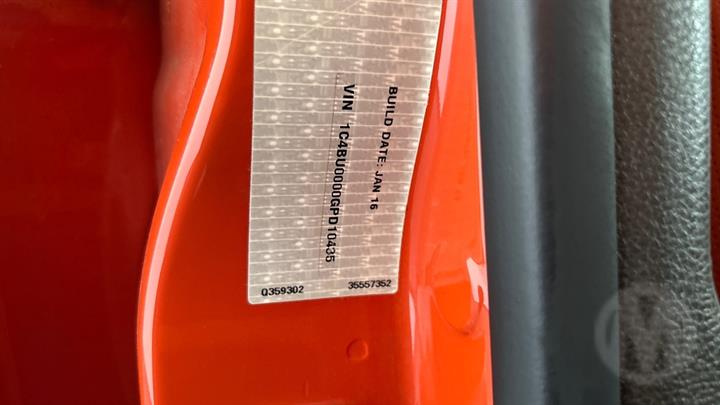 BUILD DATE: JAN 16
VIN 1C4BU0000GPD10435
Q359302 35557352